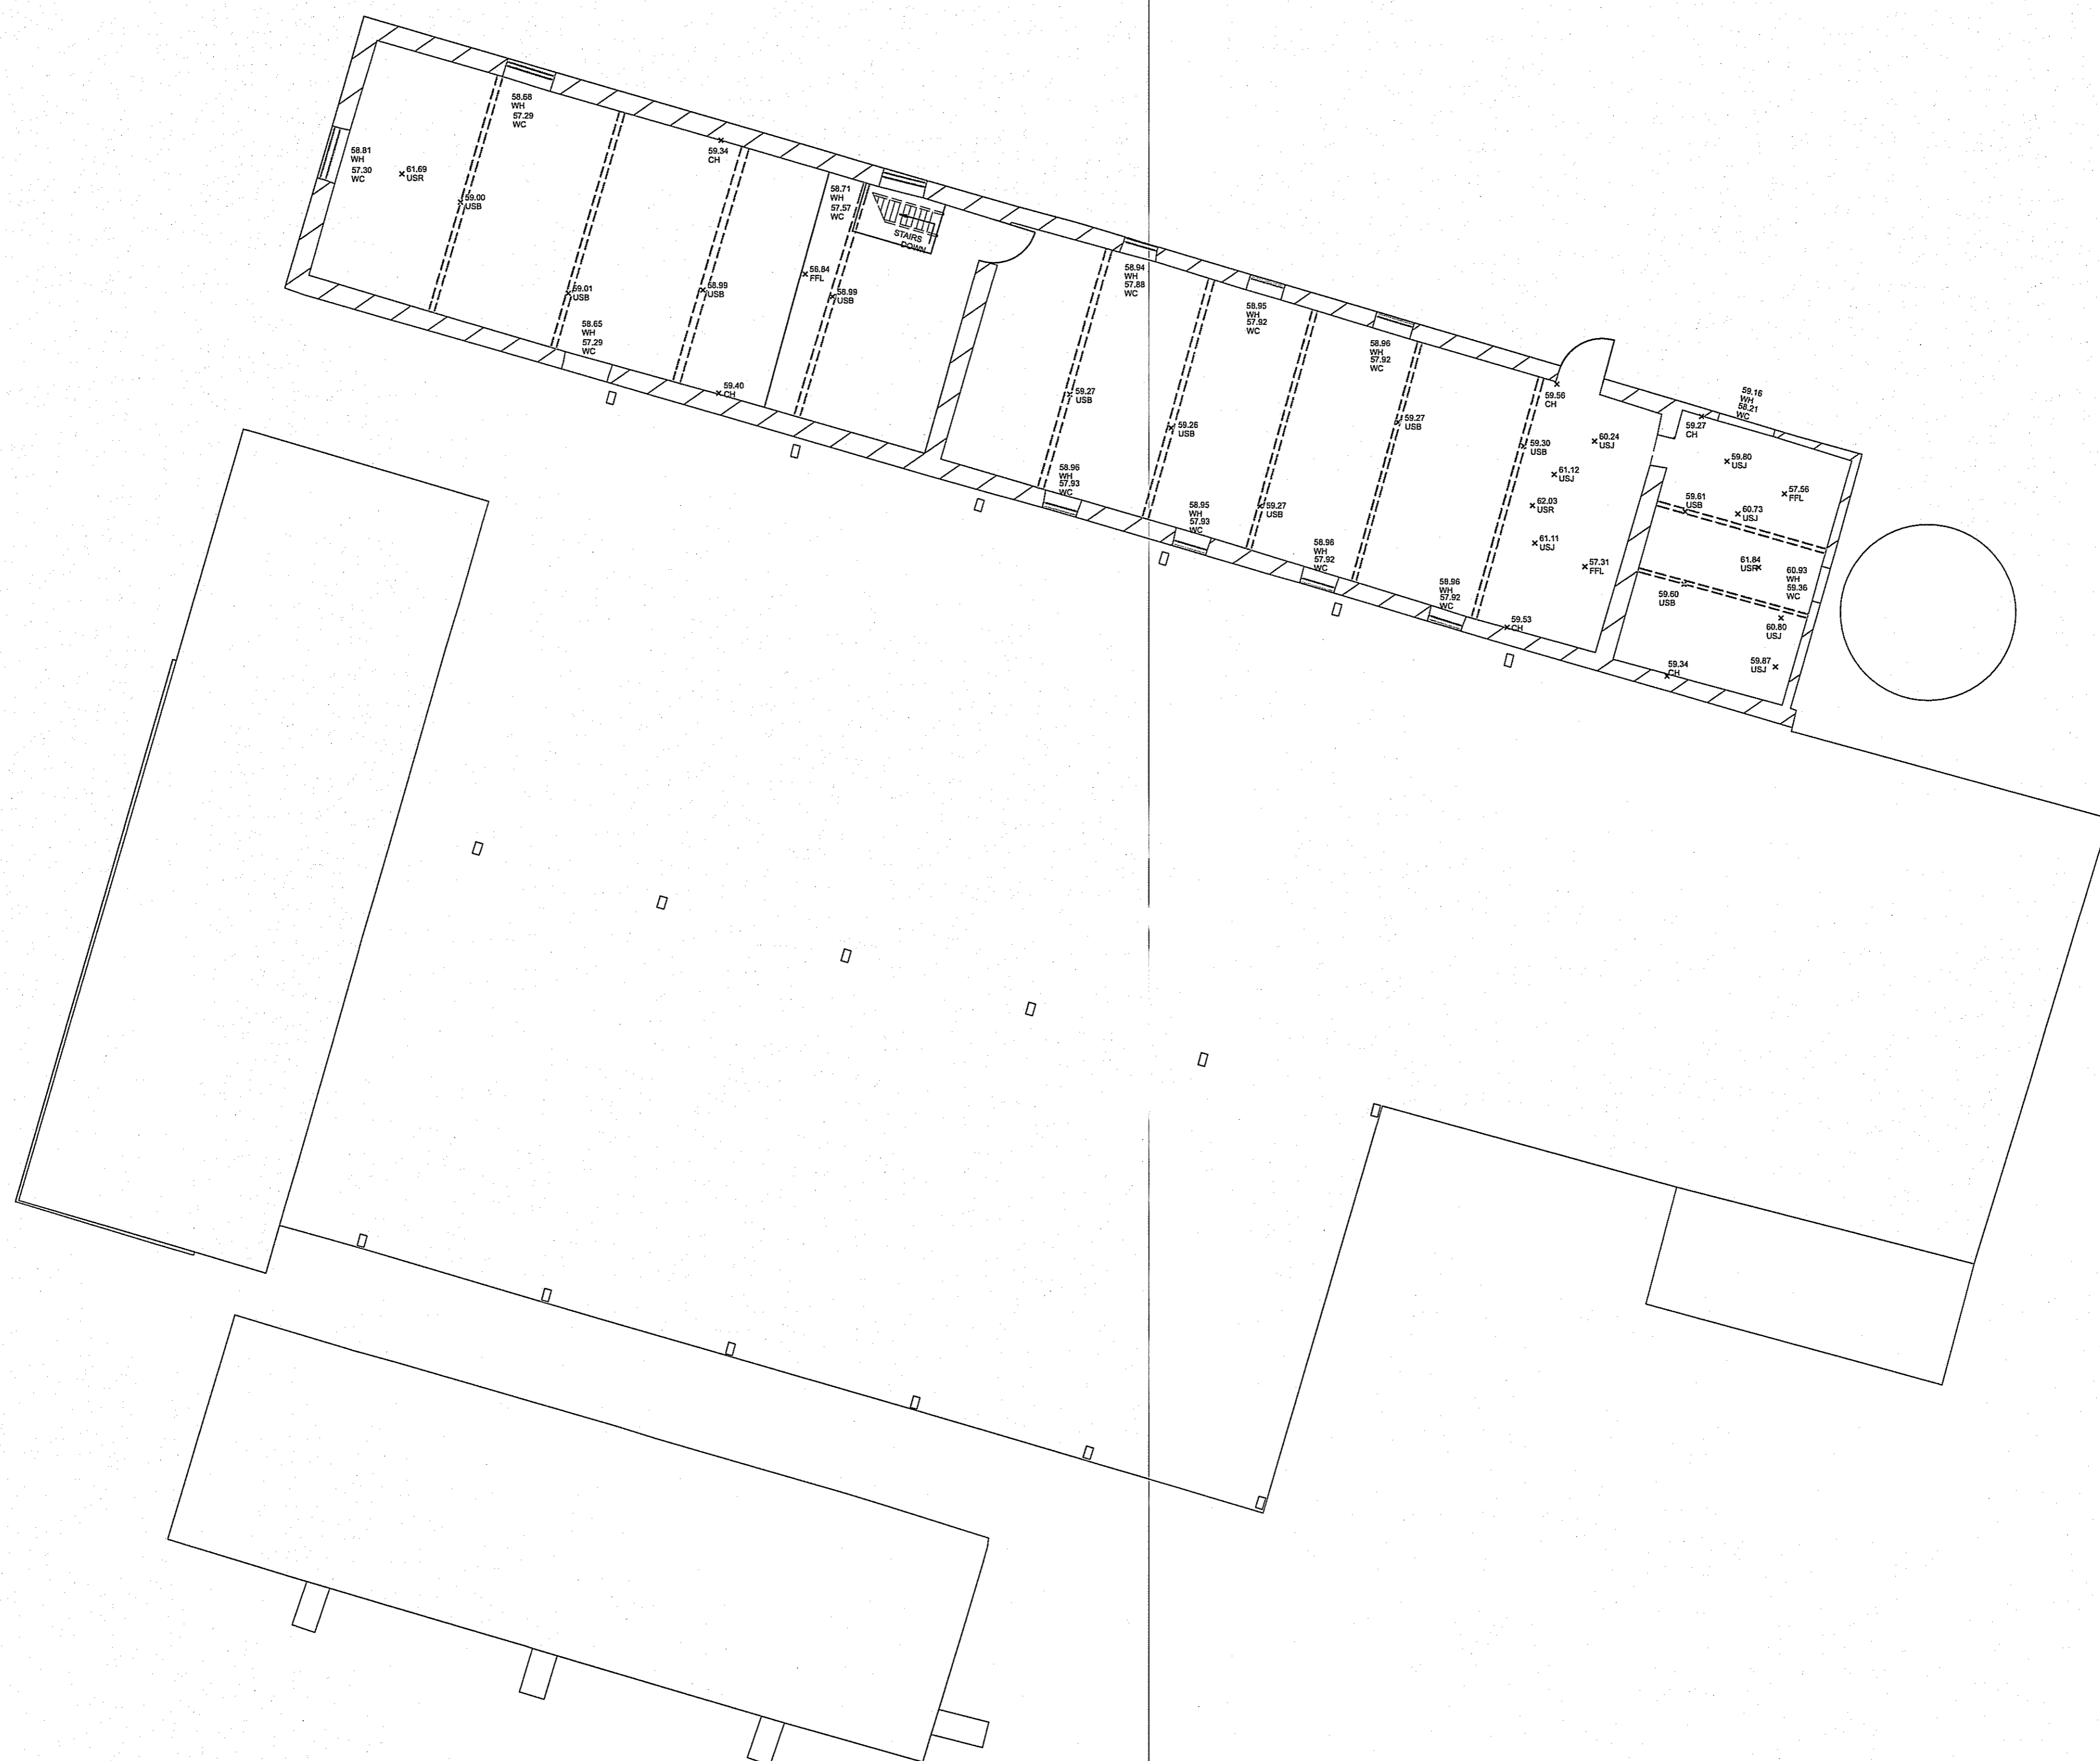 58.68
WH
57.29
WC
58.81
WH
57.30
WC
61.69
USR
59.00
USB
59.34
CH
58.71
WH
57.57
WC
STAIRS
DOWN
59.01
USB
58.99
USB
56.84
FFL
58.99
USB
58.65
WH
57.29
WC
59.40
CH
58.94
WH
57.88
WC
58.95
WH
57.92
WC
58.96
WH
57.92
WC
59.27
USB
59.26
USB
59.27
USB
59.27
USB
58.96
WH
57.93
WC
58.95
WH
57.93
WC
58.96
WH
57.92
WC
58.96
WH
57.92
WC
59.56
CH
59.30
USB
60.24
USJ
61.12
USJ
62.03
USR
61.11
USJ
57.31
FFL
59.53
CH
59.16
WH
58.21
WC
59.27
CH
59.80
USJ
57.56
FFL
59.61
USB
60.73
USJ
61.84
USR
60.93
WH
59.36
WC
59.60
USB
60.80
USJ
59.34
CH
59.87
USJ